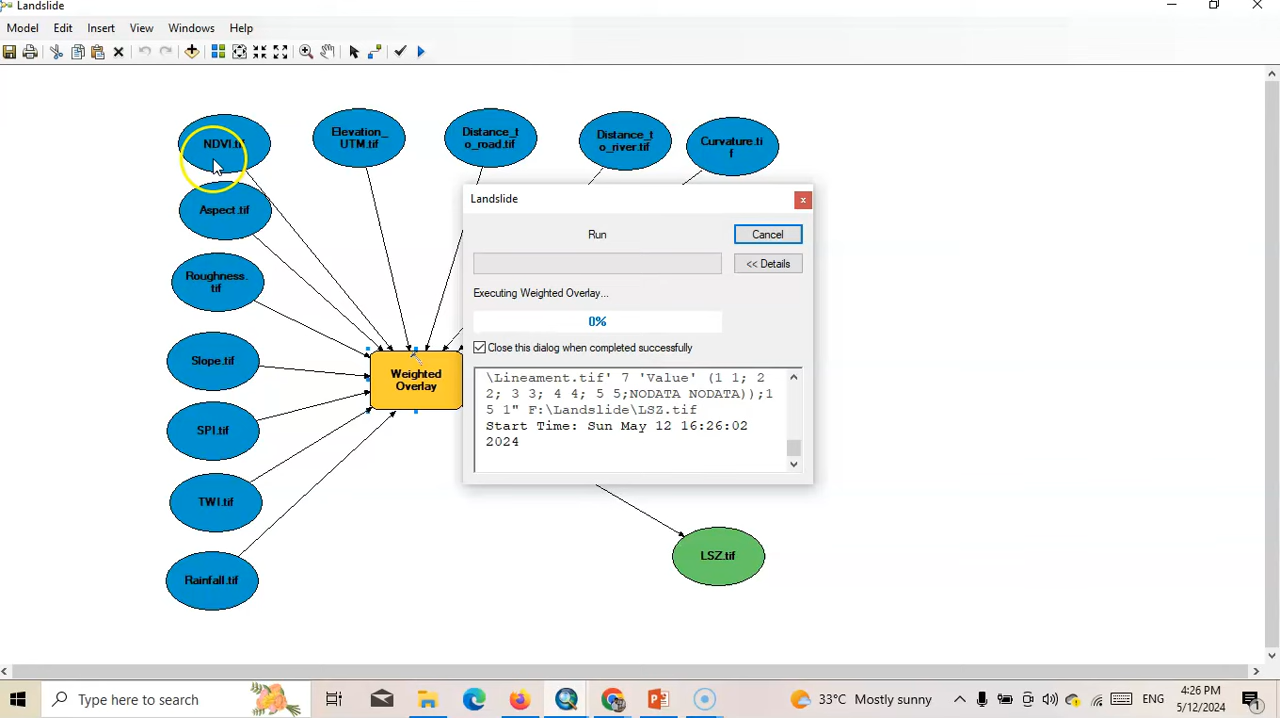 Landslide
Model Edit Insert View Windows Help
NDVI.tif
Elevation_
UTM.tif
Distance_t
o_road.tif
Distance_t
o_river.tif
Curvature.ti
f
Aspect.tif
Roughness.
tif
Slope.tif
SPI.tif
TWI.tif
Rainfall.tif
Weighted
Overlay
LSZ.tif
Landslide
x
Run
Cancel
<< Details
Executing Weighted Overlay...
0%
Close this dialog when completed successfully
\Lineament.tif' 7 'Value' (1 1; 2
2; 3 3; 4 4; 5 5;NODATA NODATA));1
5 1" F:\Landslide\LSZ.tif
Start Time: Sun May 12 16:26:02
2024
Type here to search
33°C Mostly sunny
ENG
4:26 PM
5/12/2024
1